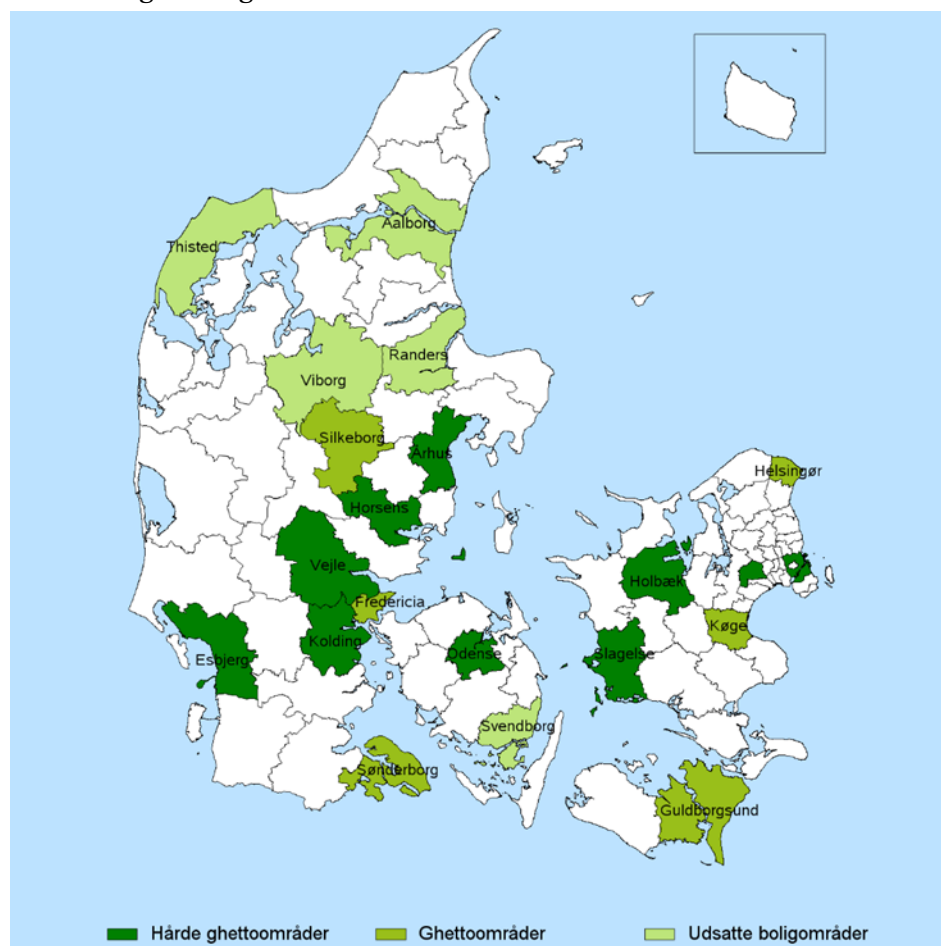 Aalborg
Thisted
Randers
Viborg
Silkeborg
Århus
Helsingør
Horsens
Vejle
Holbæk
Fredericia
Køge
Kolding
Odense
Slagelse
Esbjerg
Svendborg
Sønderborg
Guldborgsund
Hårde ghettoområder
Ghettoområder
Udsatte boligområder